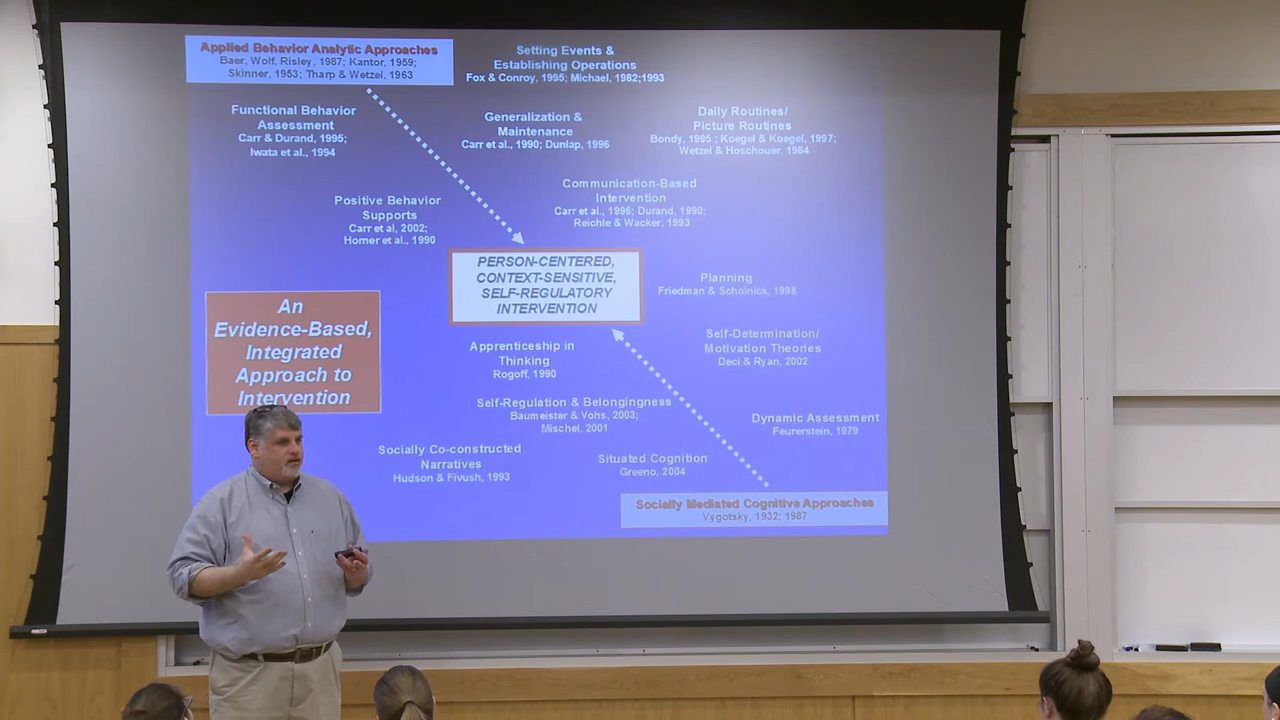 Applied Behavior Analytic Approaches
Baer, Wolf, Risley, 1987; Kantor, 1959;
Skinner, 1953; Tharp & Wetzel, 1963
Setting Events &
Establishing Operations
Fox & Conroy, 1995; Michael, 1982;1993
Functional Behavior
Assessment
Carr & Durand, 1995;
Iwata et al., 1994
Generalization &
Maintenance
Carr et al., 1990; Dunlap, 1996
Daily Routines/
Picture Routines
Bondy, 1995 ; Koegel & Koegel, 1997;
Wetzel & Hoschouer, 1984
Positive Behavior
Supports
Carr et al, 2002;
Horner et al., 1990
Communication-Based
Intervention
Carr et al., 1996; Durand, 1990;
Reichle & Wacker, 1993
PERSON-CENTERED,
CONTEXT-SENSITIVE,
SELF-REGULATORY
INTERVENTION
Planning
Friedman & Scholnick, 1998
An
Evidence-Based,
Integrated
Approach to
Intervention
Apprenticeship in
Thinking
Rogoff, 1990
Self-Determination/
Motivation Theories
Deci & Ryan, 2002
Self-Regulation & Belongingness
Baumeister & Vohs, 2003;
Mischel, 2001
Dynamic Assessment
Feurerstein, 1979
Socially Co-constructed
Narratives
Hudson & Fivush, 1993
Situated Cognition
Greeno, 2004
Socially Mediated Cognitive Approaches
Vygotsky, 1932; 1987